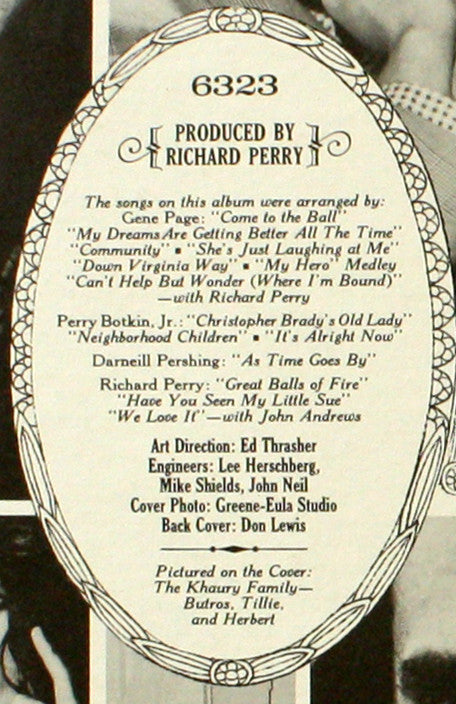 6323
PRODUCED BY
RICHARD PERRY
The songs on this album were arranged by:
Gene Page: "Come to the Ball"
"My Dreams Are Getting Better All The Time"
"Community" ▪ "She's Just Laughing at Me"
"Down Virginia Way" ▪ "My Hero" Medley
"Can't Help But Wonder (Where I'm Bound)"
—with Richard Perry
Perry Botkin, Jr.: "Christopher Brady's Old Lady"
"Neighborhood Children" ▪ "It's Alright Now"
Darneill Pershing: "As Time Goes By"
Richard Perry: "Great Balls of Fire"
"Have You Seen My Little Sue"
"We Love It"—with John Andrews
Art Direction: Ed Thrasher
Engineers: Lee Herschberg,
Mike Shields, John Neil
Cover Photo: Greene-Eula Studio
Back Cover: Don Lewis
Pictured on the Cover:
The Khaury Family—
Butros, Tillie,
and Herbert